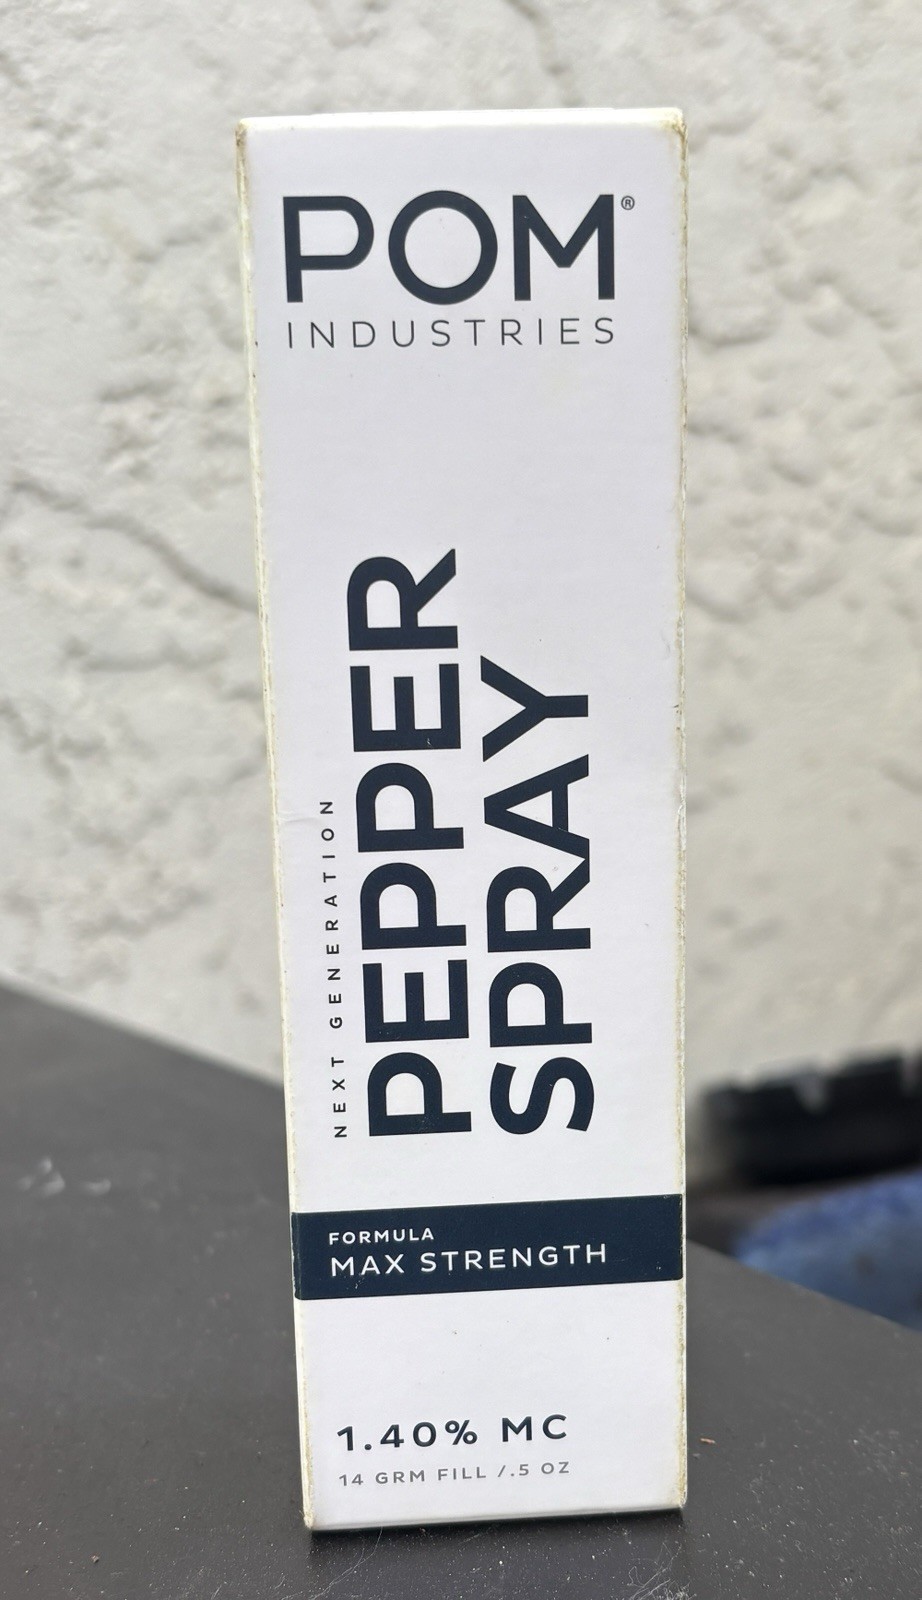 POM®
INDUSTRIES
NEXT GENERATION
PEPPER
SPRAY
FORMULA
MAX STRENGTH
1.40% MC
14 GRM FILL /.5 OZ